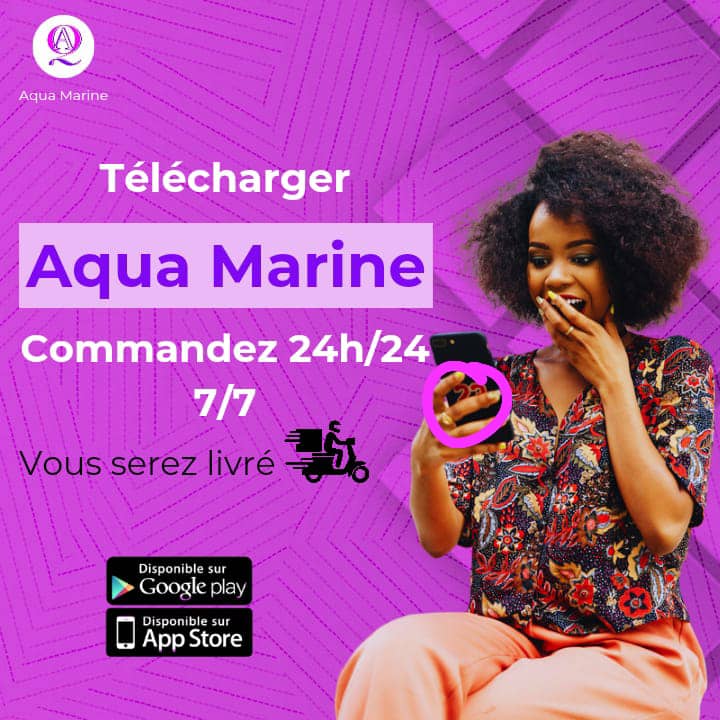 Aqua Marine
Télécharger
Aqua Marine
Commandez 24h/24
7/7
Vous serez livré
Disponible sur
Google play
Disponible sur
App Store